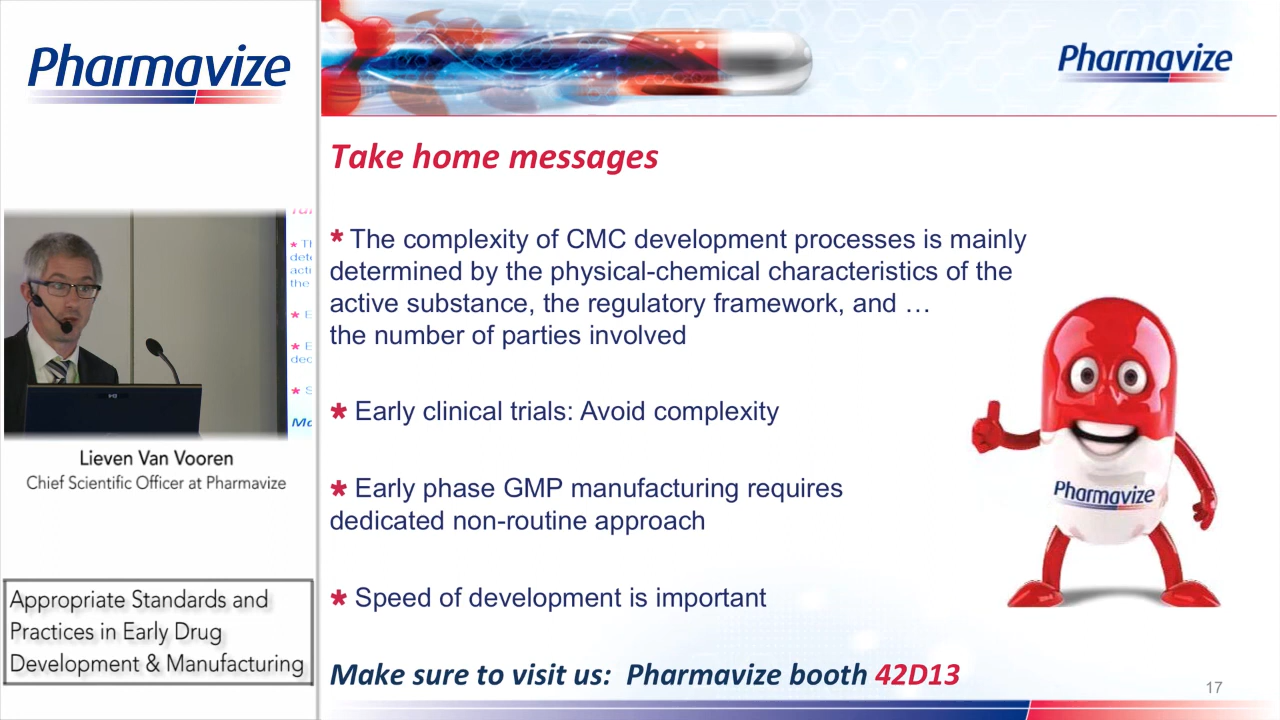 Pharmavize
Lieven Van Vooren
Chief Scientific Officer at Pharmavize
Appropriate Standards and
Practices in Early Drug
Development & Manufacturing
Pharmavize
Take home messages
* The complexity of CMC development processes is mainly
determined by the physical-chemical characteristics of the
active substance, the regulatory framework, and …
the number of parties involved
* Early clinical trials: Avoid complexity
* Early phase GMP manufacturing requires
dedicated non-routine approach
* Speed of development is important
Pharmavize
Make sure to visit us: Pharmavize booth 42D13
17